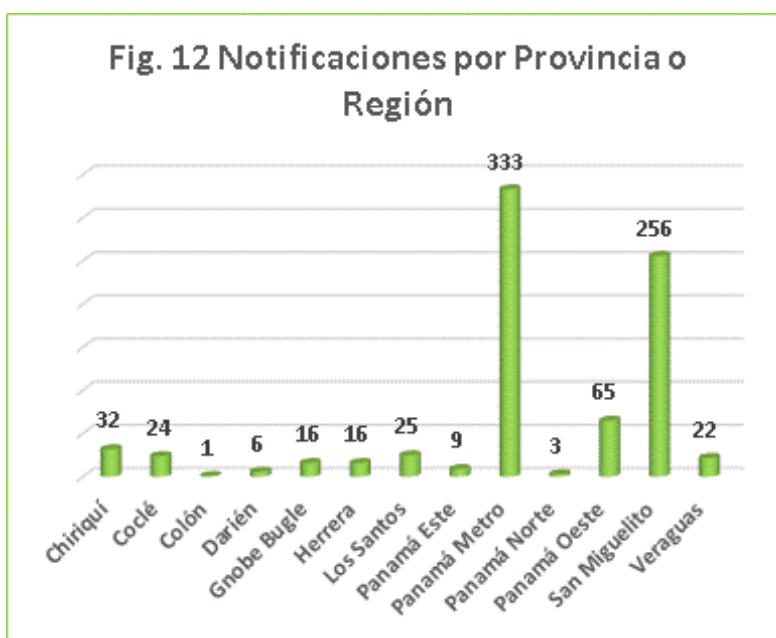 Fig. 12 Notificaciones por Provincia o
Región
333
256
65
32
24
1
6
16
16
25
9
3
22
Chiriquí
Coclé
Colón
Darién
Gnobe Bugle
Herrera
Los Santos
Panamá Este
Panamá Metro
Panamá Norte
Panamá Oeste
San Miguelito
Veraguas